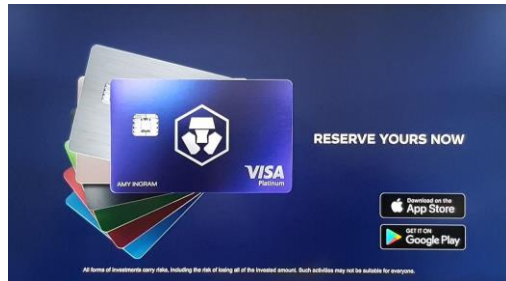 RESERVE YOURS NOW
VISA
Platinum
AMY INGRAM
Download on the
App Store
GET IT ON
Google Play
All forms of investments carry risks, including the risk of losing all of the invested amount. Such activities may not be suitable for everyone.